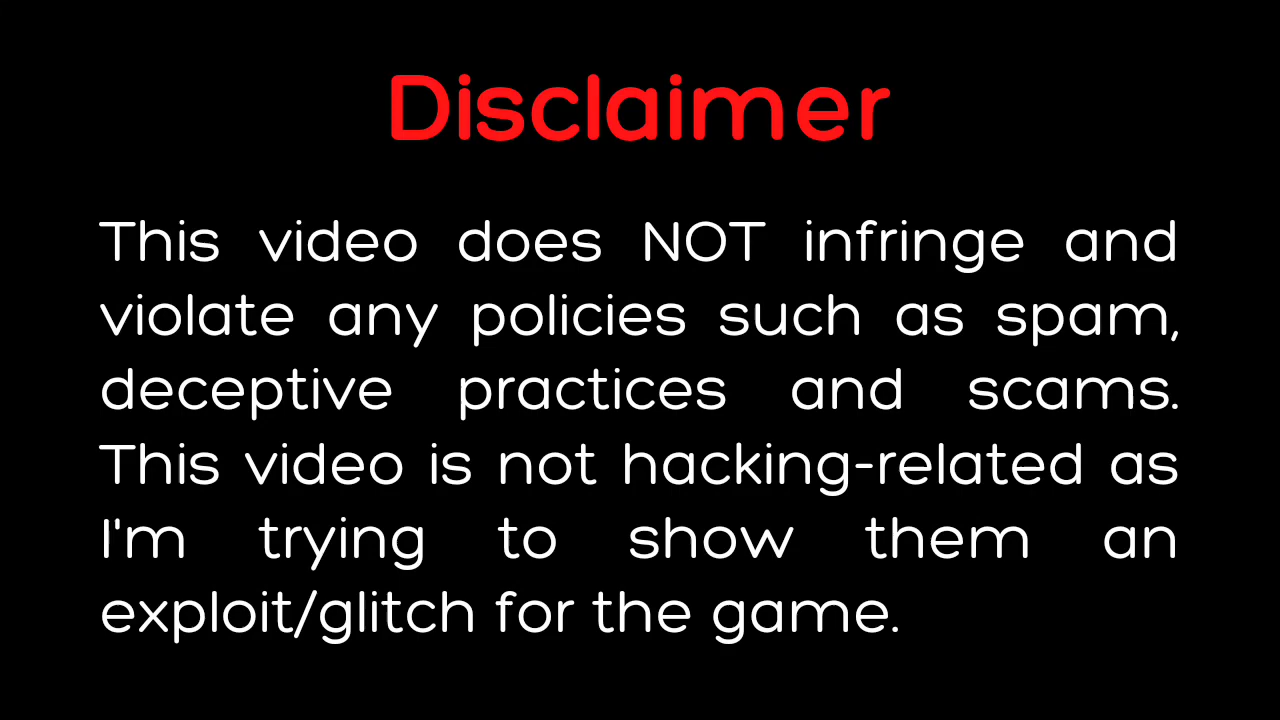 Disclaimer
This video does NOT infringe and
violate any policies such as spam,
deceptive practices and scams.
This video is not hacking-related as
I'm trying to show them an
exploit/glitch for the game.